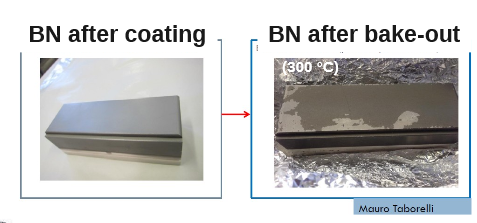 BN after coating
BN after bake-out
(300 °C)
Mauro Taborelli